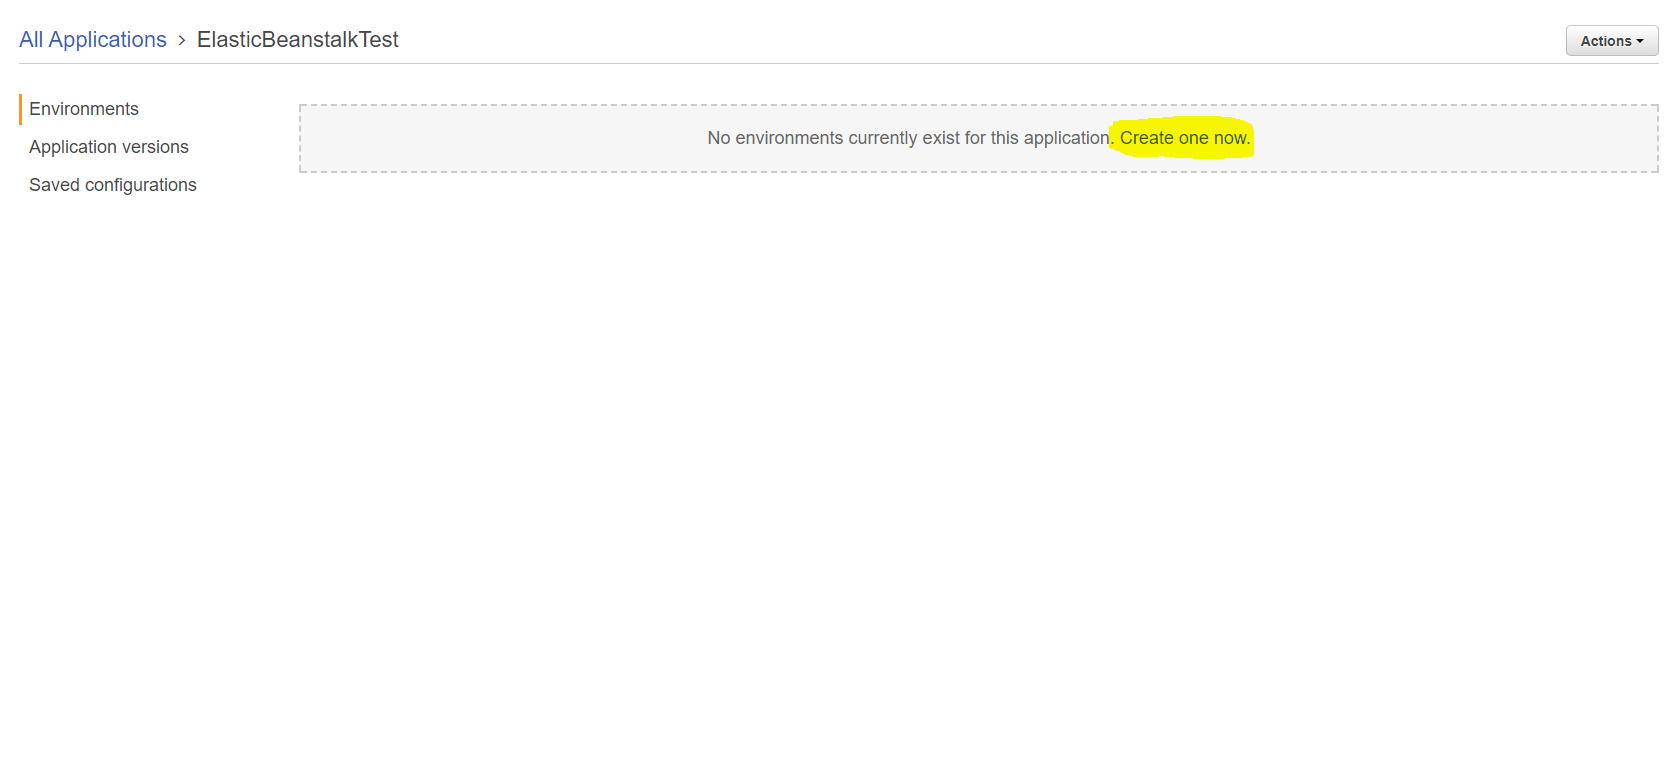 All Applications › ElasticBeanstalkTest
Actions
Environments
Application versions
Saved configurations
No environments currently exist for this application. Create one now.